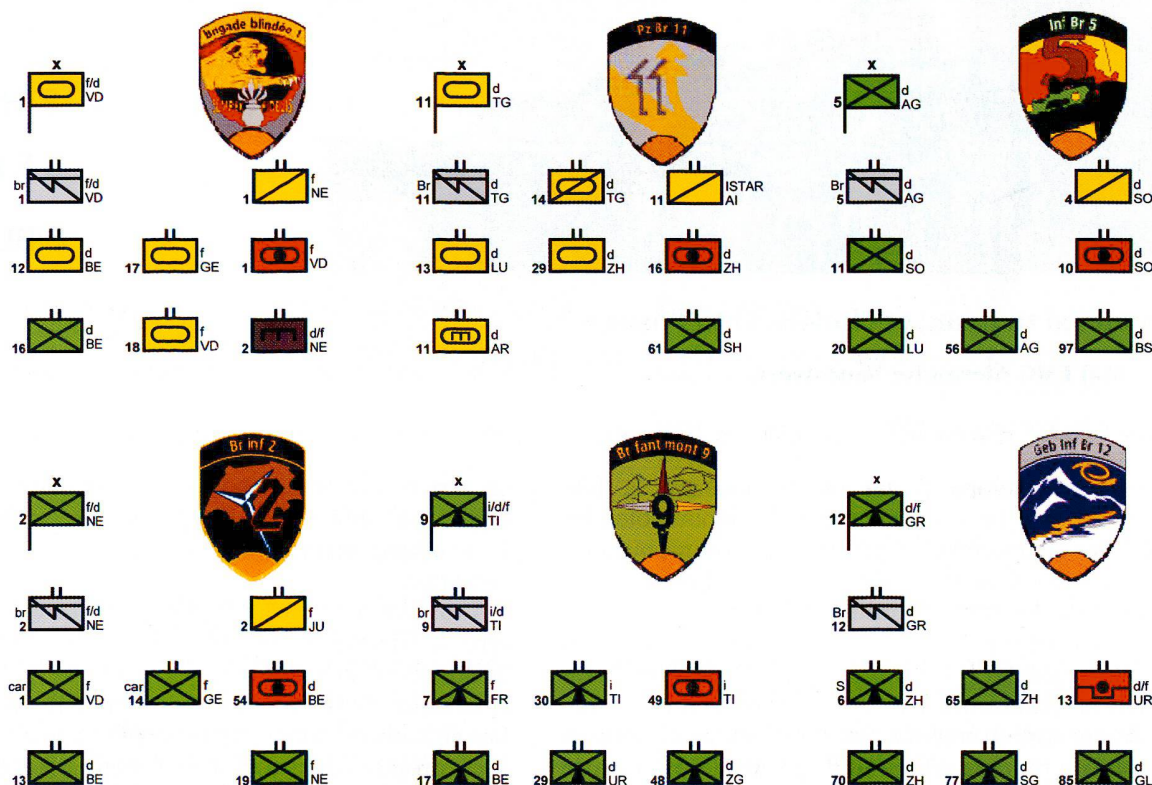 Brigade blindée 1
x
1 f/d VD
br 1 f/d VD
1 f NE
12 d BE
17 f GE
1 f VD
16 d BE
18 f VD
2 d/f NE
Pz Br 11
11
x
11 d TG
Br 11 d TG
14 d TG
11 ISTAR AI
13 d LU
29 d ZH
16 d ZH
11 d AR
61 d SH
Inf Br 5
5
x
5 d AG
Br 5 d AG
4 d SO
11 d SO
10 d SO
20 d LU
56 d AG
97 d BS
Br inf 2
2
x
2 f/d NE
br 2 f/d NE
2 f JU
car 1 f VD
car 14 f GE
54 d BE
13 d BE
19 f NE
Br fant mont 9
9
x
9 i/d/f TI
br 9 i/d TI
7 f FR
30 i TI
49 i TI
17 d BE
29 d UR
48 d ZG
Geb Inf Br 12
x
12 d/f GR
Br 12 d GR
S 6 d ZH
65 d ZH
13 d/f UR
70 d ZH
77 d SG
85 d GL